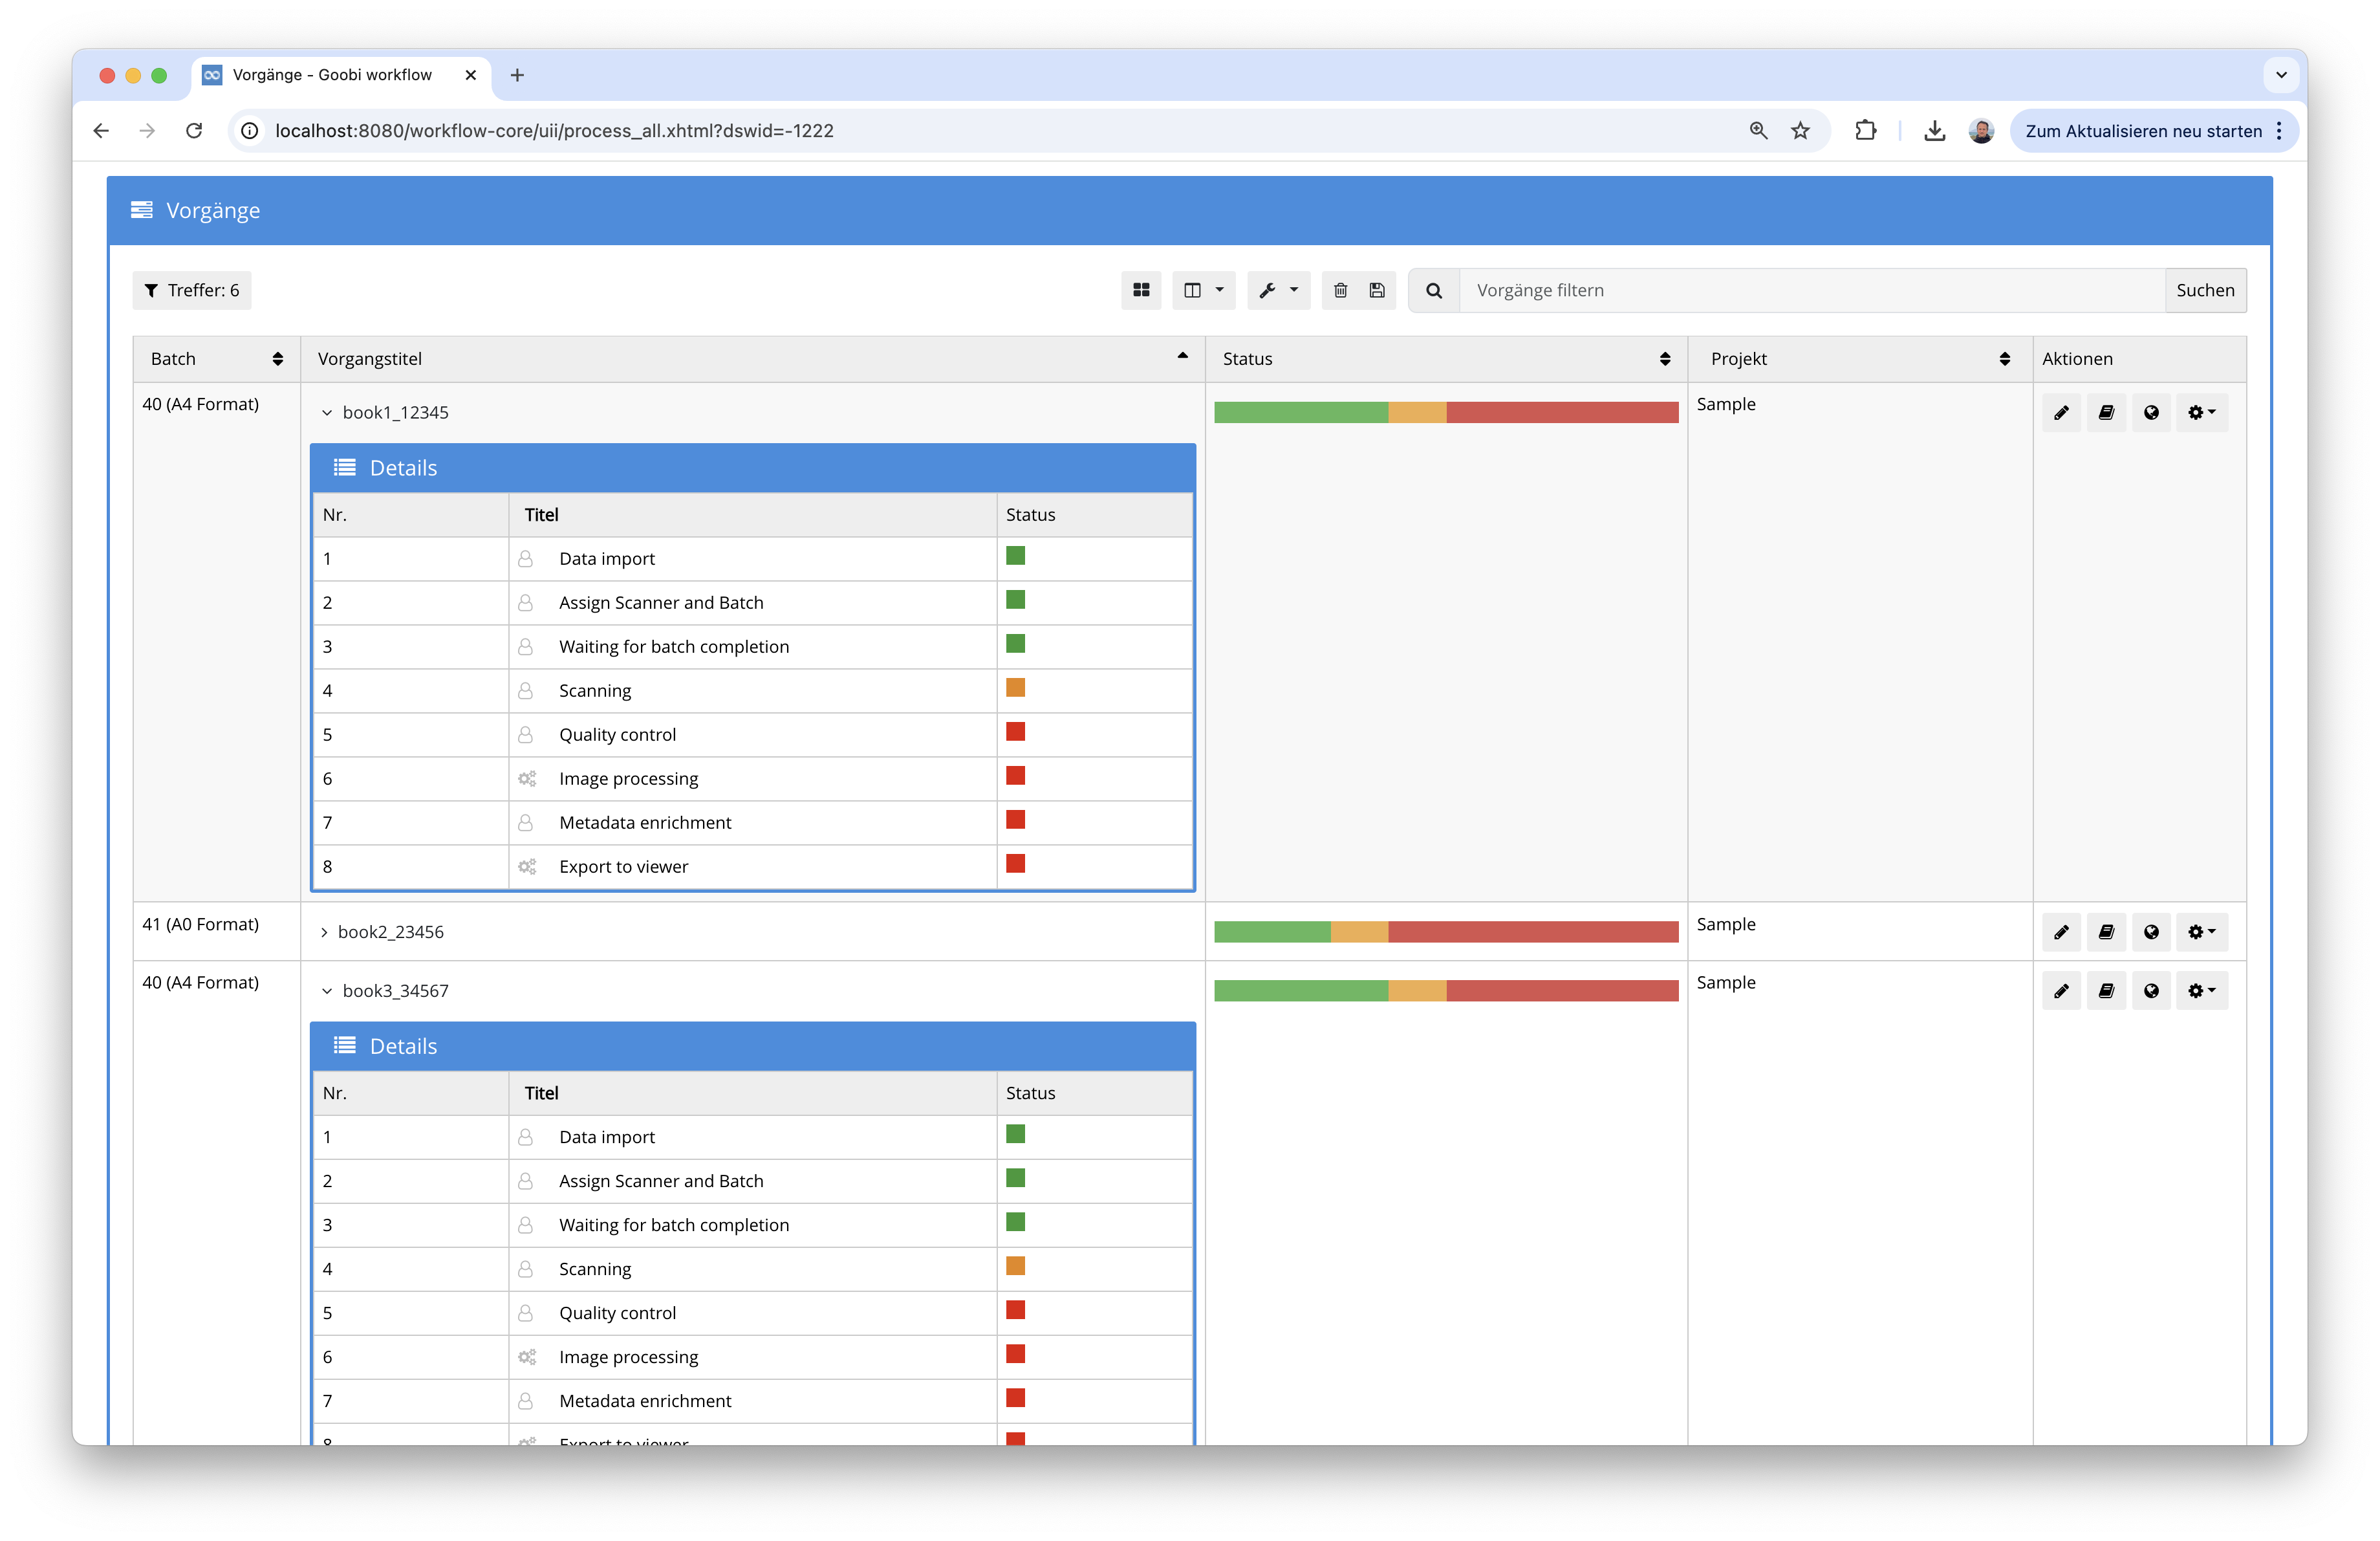 Vorgänge - Goobi workflow
localhost:8080/workflow-core/uii/process_all.xhtml?dswid=-1222
Zum Aktualisieren neu starten
Vorgänge
Treffer: 6
Vorgänge filtern
Suchen
Batch Vorgangstitel Status Projekt Aktionen
40 (A4 Format) book1_12345 Sample
Details
Nr. Titel Status
1 Data import
2 Assign Scanner and Batch
3 Waiting for batch completion
4 Scanning
5 Quality control
6 Image processing
7 Metadata enrichment
8 Export to viewer
41 (A0 Format) book2_23456 Sample
40 (A4 Format) book3_34567 Sample
Details
Nr. Titel Status
1 Data import
2 Assign Scanner and Batch
3 Waiting for batch completion
4 Scanning
5 Quality control
6 Image processing
7 Metadata enrichment
8 Export to viewer